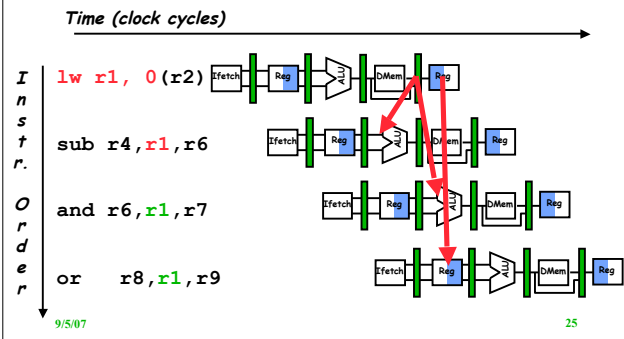 Time (clock cycles)
Instr. Order
lw r1, 0(r2)
Ifetch Reg ALU DMem Reg
sub r4,r1,r6
Ifetch Reg ALU DMem Reg
and r6,r1,r7
Ifetch Reg ALU DMem Reg
or r8,r1,r9
Ifetch Reg ALU DMem Reg
9/5/07 25